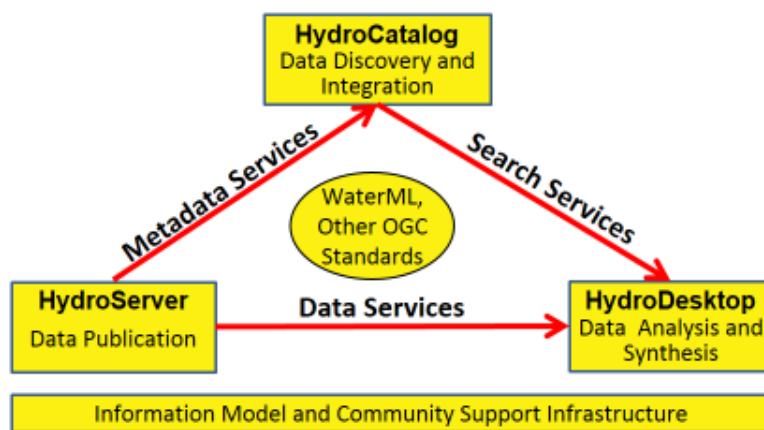 HydroCatalog
Data Discovery and
Integration
Metadata Services
Search Services
WaterML,
Other OGC
Standards
HydroServer
Data Publication
Data Services
HydroDesktop
Data Analysis and
Synthesis
Information Model and Community Support Infrastructure